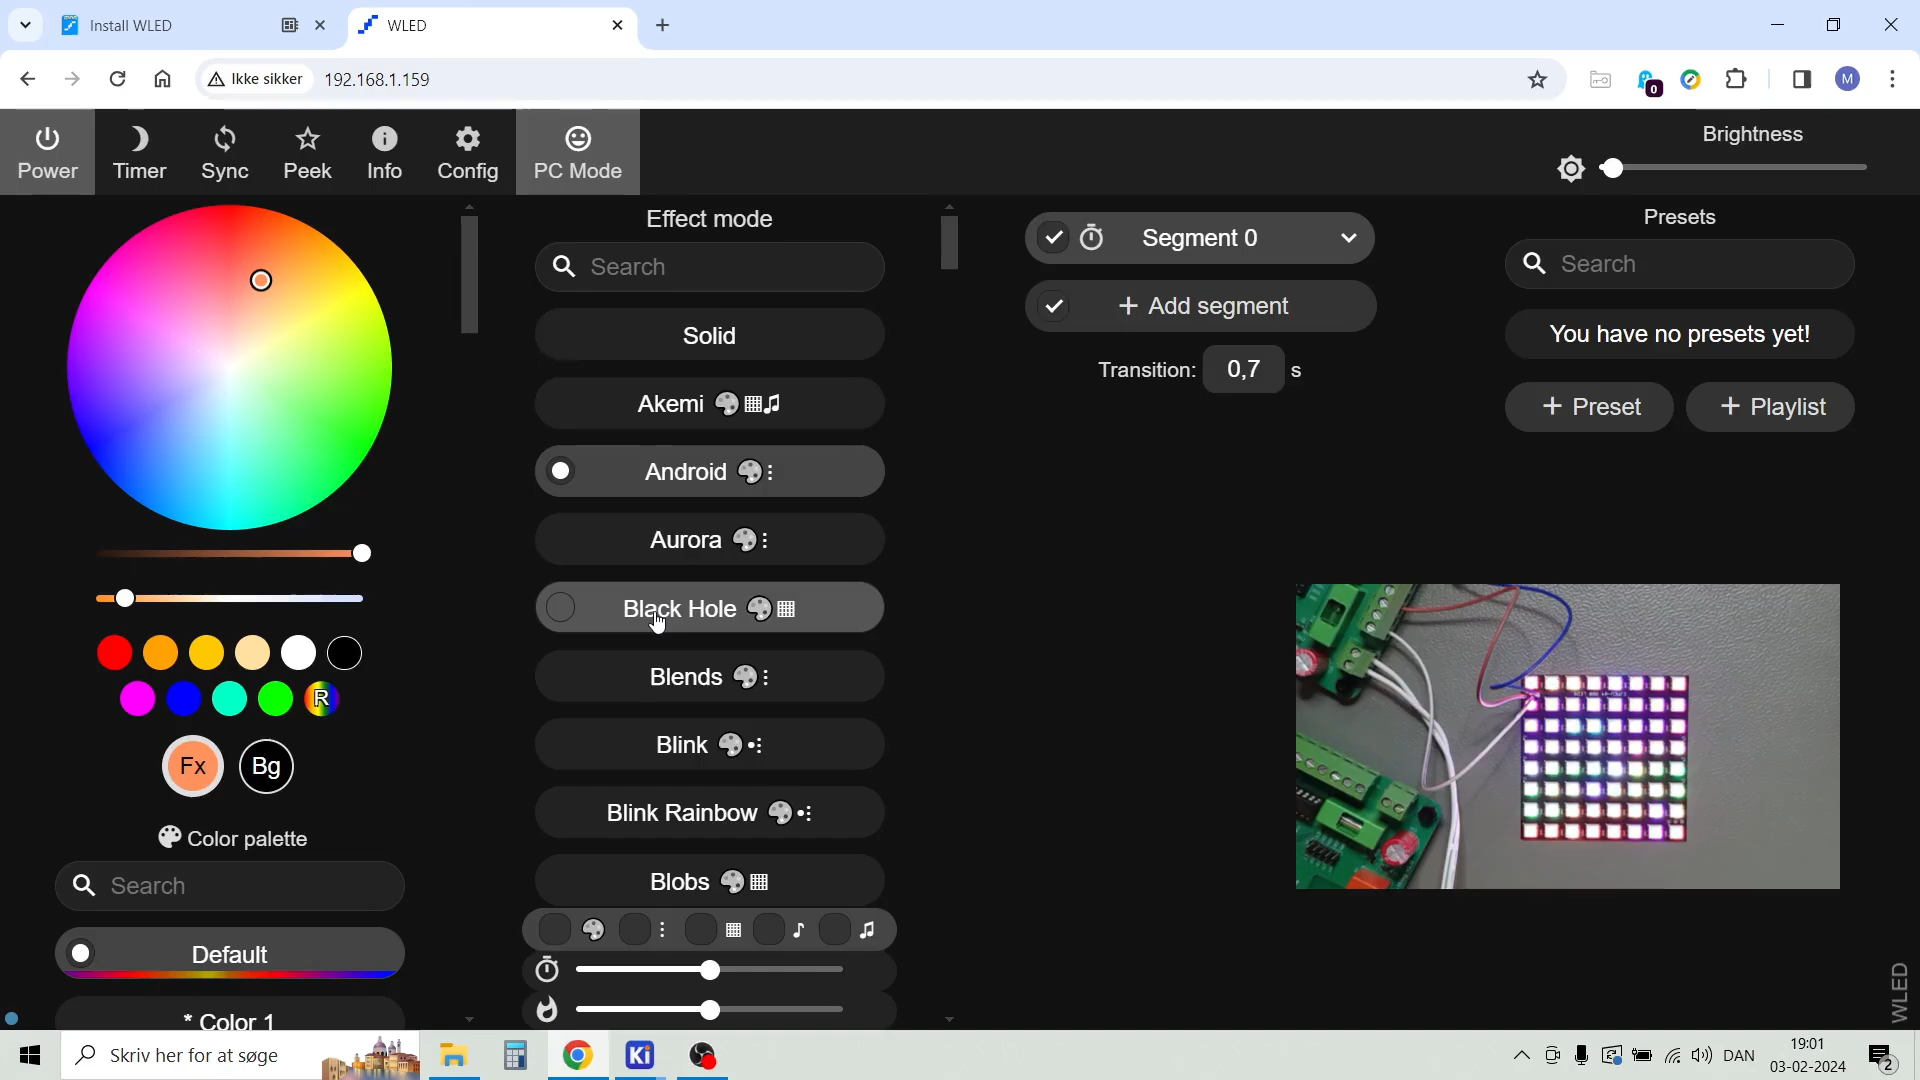 Install WLED
WLED
Ikke sikker
192.168.1.159
0
M
Power
Timer
Sync
Peek
Info
Config
PC Mode
Brightness
R
Fx
Bg
Color palette
Search
Default
* Color 1
Effect mode
Search
Solid
Akemi
Android
Aurora
Black Hole
Blends
Blink
Blink Rainbow
Blobs
Segment 0
+ Add segment
Transition: 0,7 s
Presets
Search
You have no presets yet!
+ Preset
+ Playlist
WLED
Skriv her for at søge
Ki
DAN
19:01
03-02-2024
2